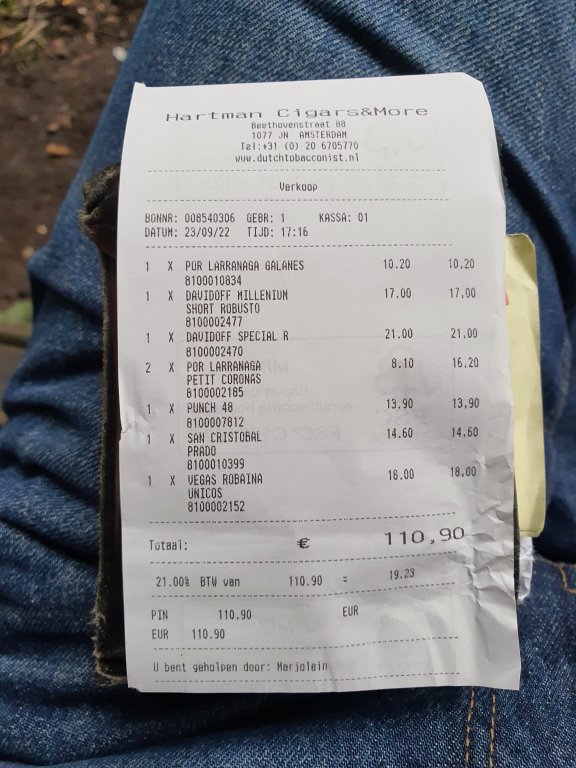 Hartman Cigars&More
Beethovenstraat 88
1077 JN AMSTERDAM
Tel:+31 (0) 20 6705770
www.dutchtobacconist.nl
Verkoop
BONNR: 008540306 GEBR: 1 KASSA: 01
DATUM: 23/09/22 TIJD: 17:16
1 X POR LARRANAGA GALANES 10.20 10,20
8100010834
1 X DAVIDOFF MILLENIUM 17.00 17,00
SHORT ROBUSTO
8100002477
1 X DAVIDOFF SPECIAL R 21.00 21,00
8100002470
2 X POR LARRANAGA 8.10 16,20
PETIT CORONAS
8100002185
1 X PUNCH 48 13.90 13,90
8100007812
1 X SAN CRISTOBAL 14.60 14,60
PRADO
8100010399
1 X VEGAS ROBAINA 18.00 18,00
UNICOS
8100002152
Totaal: € 110,90
21.00% BTW van 110.90 = 19.23
PIN 110.90 EUR
EUR 110.90
U bent geholpen door: Marjolein